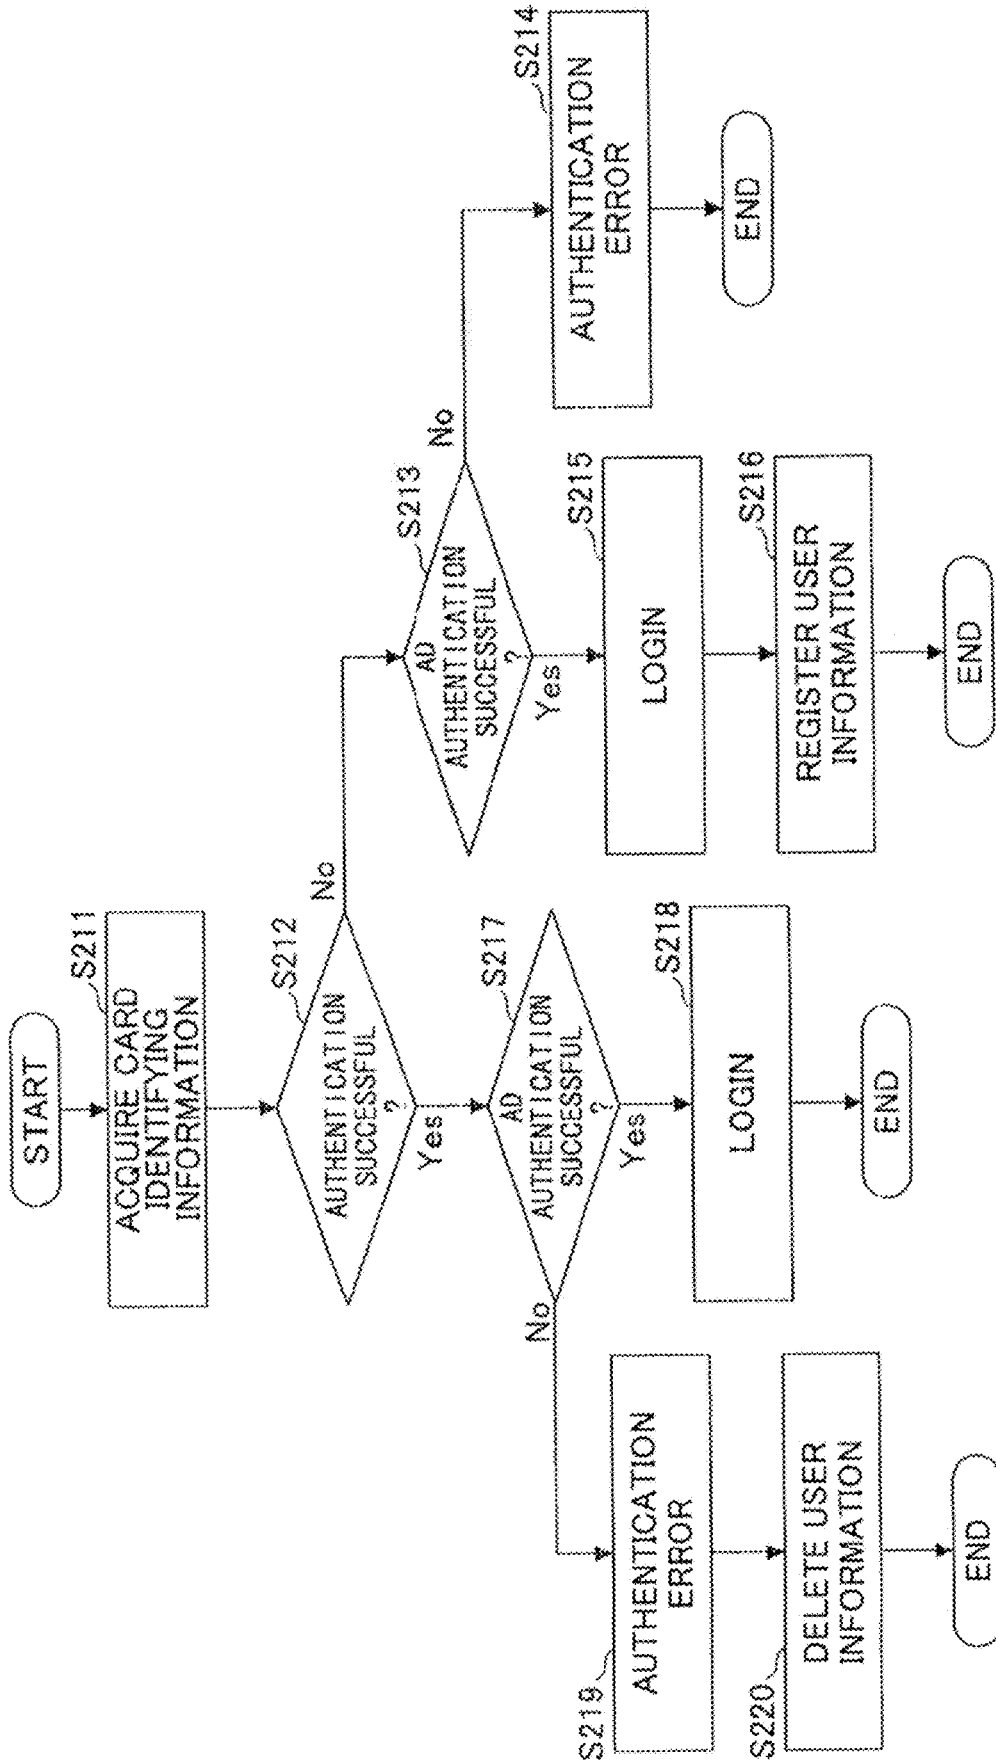 START
S211
ACQUIRE CARD
IDENTIFYING
INFORMATION
S212
AUTHENTICATION
SUCCESSFUL
?
No
Yes
S213
AD
AUTHENTICATION
SUCCESSFUL
?
No
Yes
S214
AUTHENTICATION
ERROR
END
S215
LOGIN
S216
REGISTER USER
INFORMATION
END
S217
AD
AUTHENTICATION
SUCCESSFUL
?
No
Yes
S218
LOGIN
END
S219
AUTHENTICATION
ERROR
S220
DELETE USER
INFORMATION
END